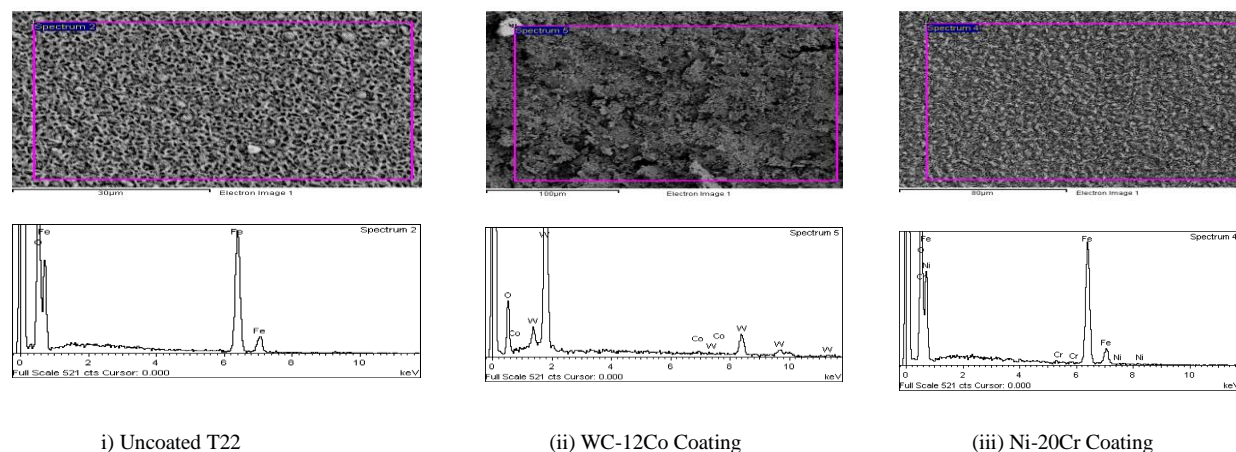 Spectrum 2
30µm Electron Image 1
Spectrum 5
100µm Electron Image 1
Spectrum 4
80µm Electron Image 1
Spectrum 2
Fe
O
Fe
Fe
0 2 4 6 8 10
Full Scale 521 cts Cursor: 0.000 keV
Spectrum 5
W
O
Co
W
Co
W
Co
W
W
W
0 2 4 6 8 10
Full Scale 521 cts Cursor: 0.000 keV
Spectrum 4
Fe
O
Ni
Cr
Fe
Cr
Cr
Fe
Ni
Ni
0 2 4 6 8 10
Full Scale 521 cts Cursor: 0.000 keV
i) Uncoated T22
(ii) WC-12Co Coating
(iii) Ni-20Cr Coating